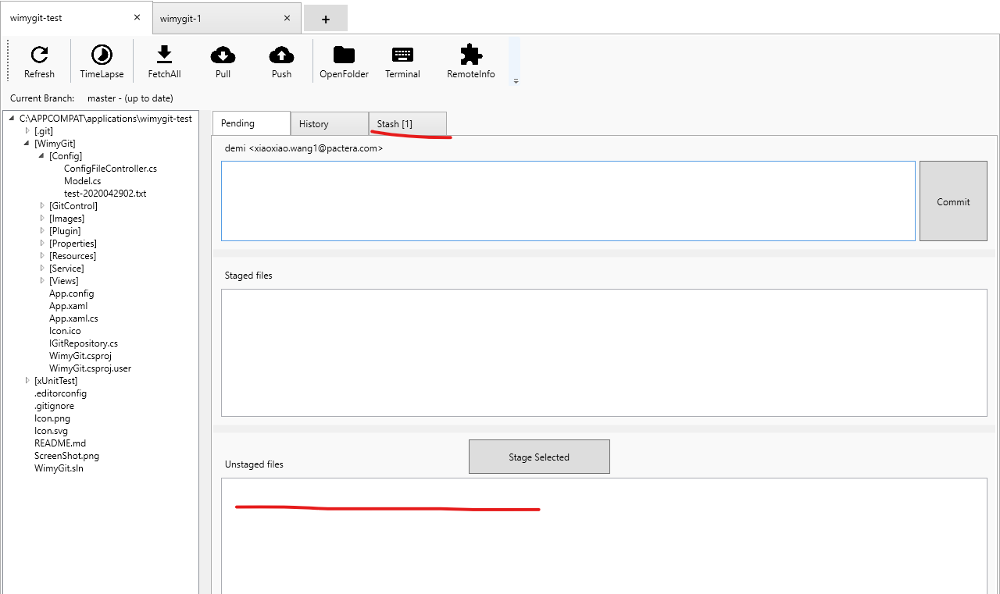 wimygit-test ×
wimygit-1 ×
+
Refresh
TimeLapse
FetchAll
Pull
Push
OpenFolder
Terminal
RemoteInfo
Current Branch: master - (up to date)
C:\APPCOMPAT\applications\wimygit-test
[.git]
[WimyGit]
[Config]
ConfigFileController.cs
Model.cs
test-2020042902.txt
[GitControl]
[Images]
[Plugin]
[Properties]
[Resources]
[Service]
[Views]
App.config
App.xaml
App.xaml.cs
Icon.ico
IGitRepository.cs
WimyGit.csproj
WimyGit.csproj.user
[xUnitTest]
.editorconfig
.gitignore
Icon.png
Icon.svg
README.md
ScreenShot.png
WimyGit.sln
Pending
History
Stash [1]
demi <xiaoxiao.wang1@pactera.com>
Commit
Staged files
Stage Selected
Unstaged files